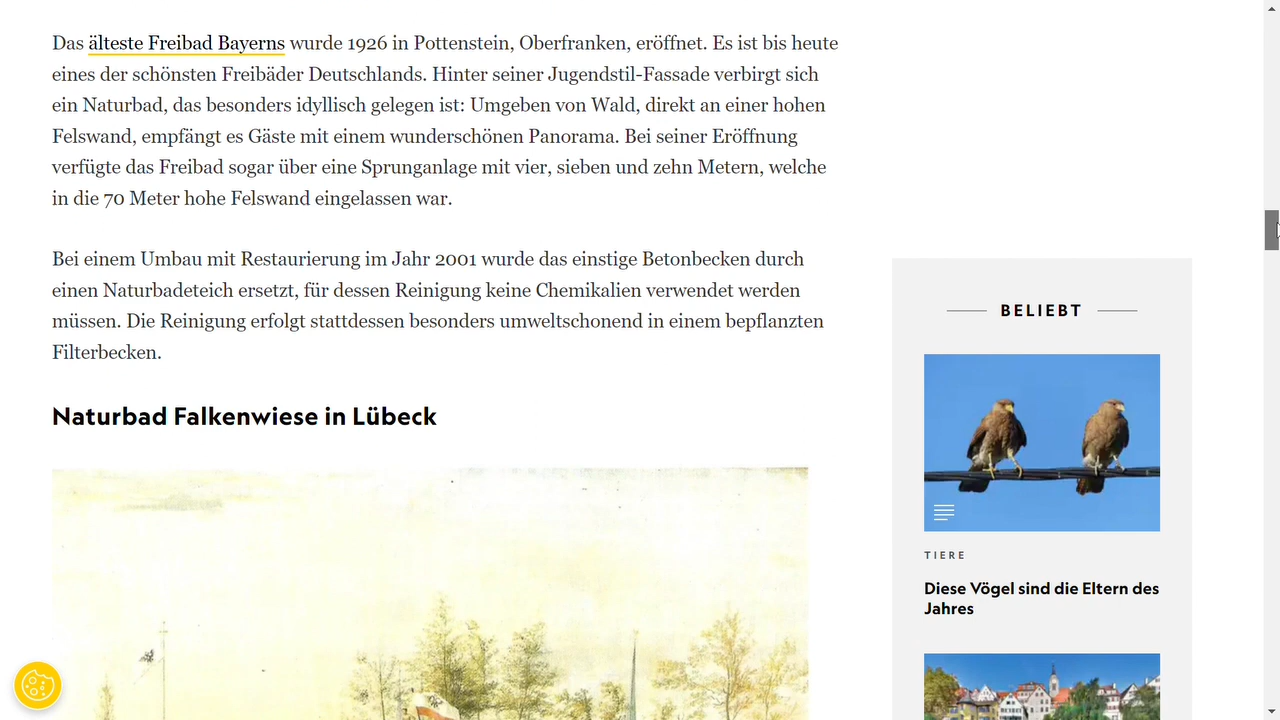 Das älteste Freibad Bayerns wurde 1926 in Pottenstein, Oberfranken, eröffnet. Es ist bis heute
eines der schönsten Freibäder Deutschlands. Hinter seiner Jugendstil-Fassade verbirgt sich
ein Naturbad, das besonders idyllisch gelegen ist: Umgeben von Wald, direkt an einer hohen
Felswand, empfängt es Gäste mit einem wunderschönen Panorama. Bei seiner Eröffnung
verfügte das Freibad sogar über eine Sprunganlage mit vier, sieben und zehn Metern, welche
in die 70 Meter hohe Felswand eingelassen war.
Bei einem Umbau mit Restaurierung im Jahr 2001 wurde das einstige Betonbecken durch
einen Naturbadeteich ersetzt, für dessen Reinigung keine Chemikalien verwendet werden
müssen. Die Reinigung erfolgt stattdessen besonders umweltschonend in einem bepflanzten
Filterbecken.
Naturbad Falkenwiese in Lübeck
BELIEBT
TIERE
Diese Vögel sind die Eltern des
Jahres